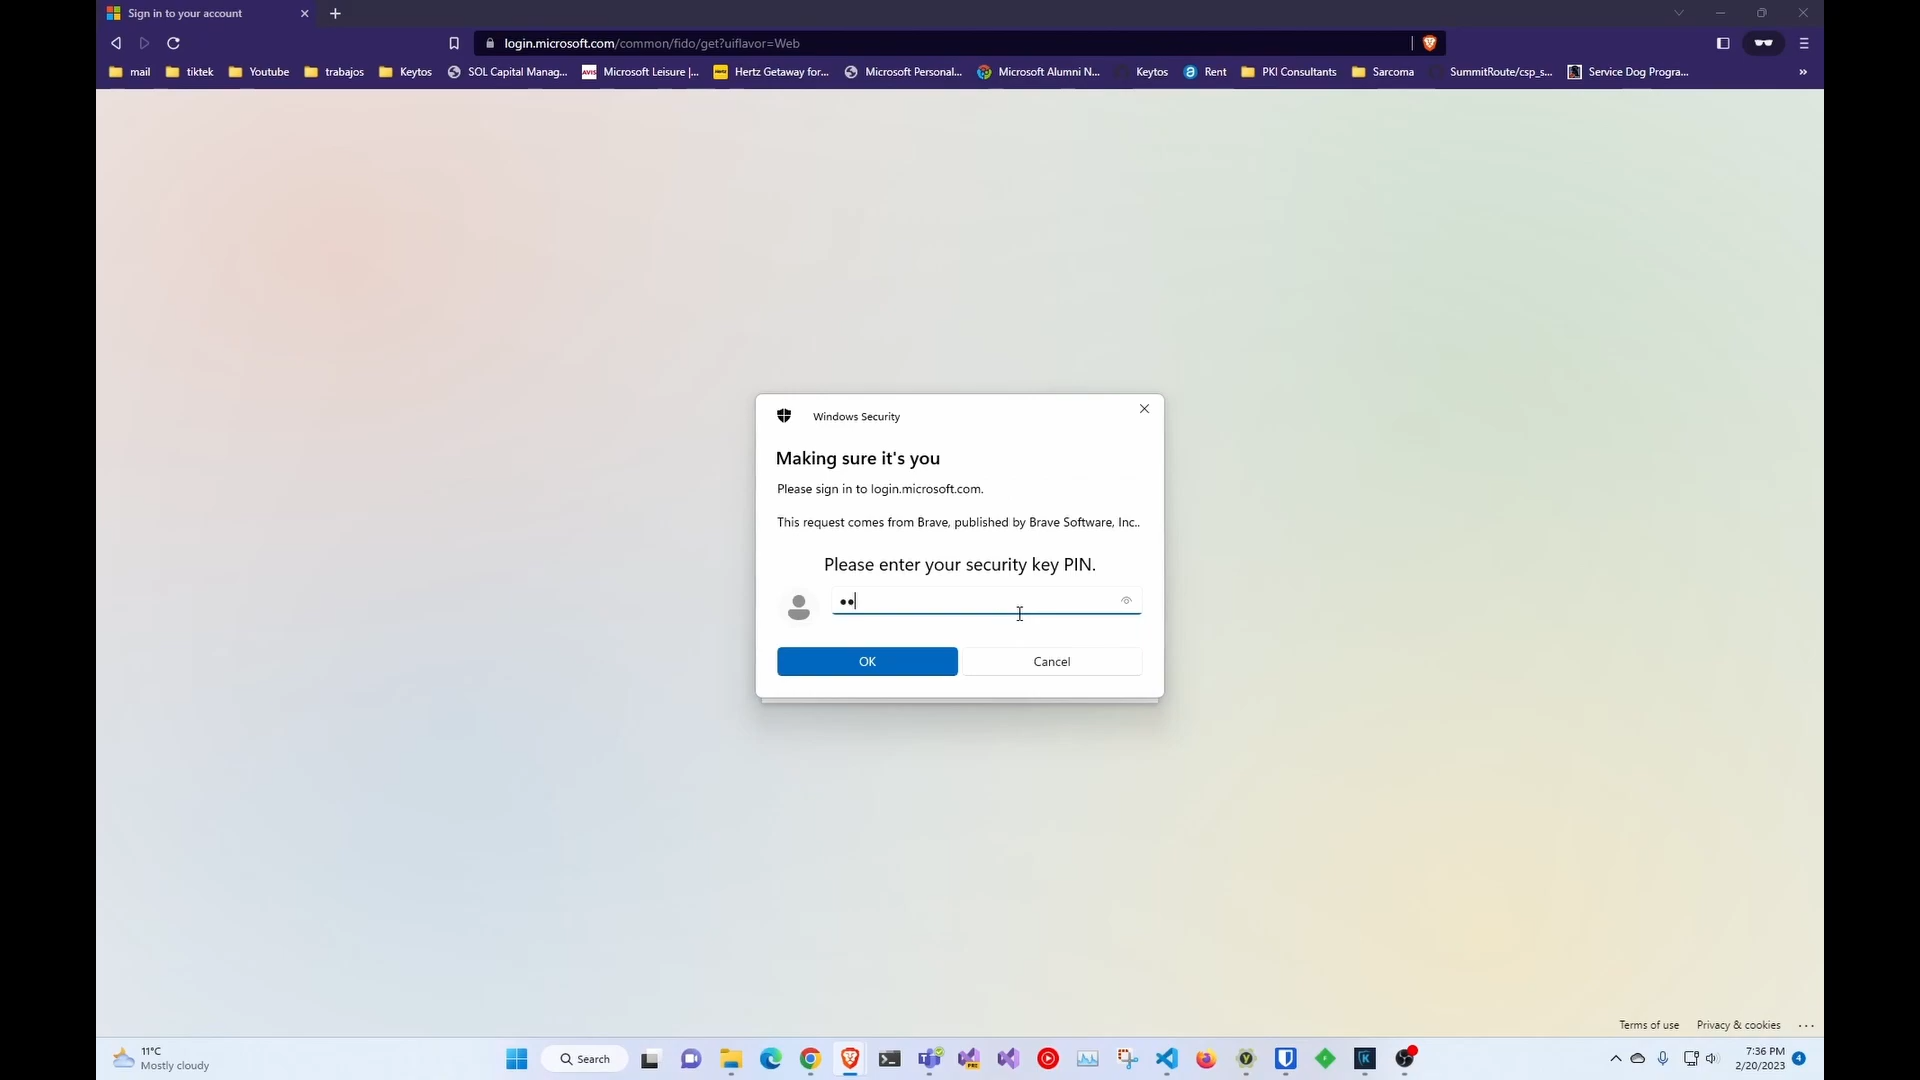 Sign in to your account
login.microsoft.com/common/fido/get?uiflavor=Web
mail tiktek Youtube trabajos Keytos SOL Capital Manag... Microsoft Leisure |... Hertz Getaway for... Microsoft Personal... Microsoft Alumni N... Keytos Rent PKI Consultants Sarcoma SummitRoute/csp_s... Service Dog Progra... »
Windows Security
Making sure it's you
Please sign in to login.microsoft.com.
This request comes from Brave, published by Brave Software, Inc..
Please enter your security key PIN.
OK Cancel
Terms of use Privacy & cookies ...
11°C
Mostly cloudy
Search
7:36 PM
2/20/2023
4